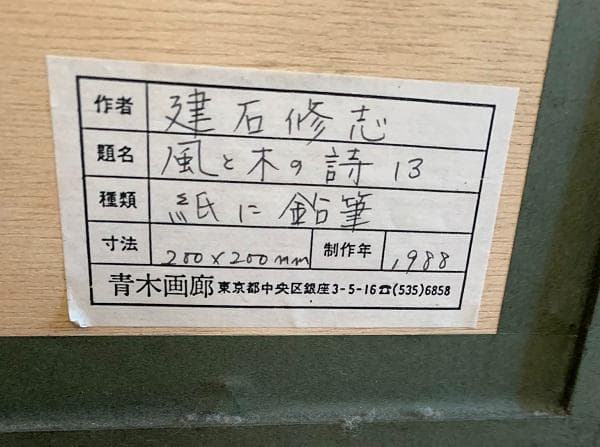 作者 建石修志
題名 風と木の詩 13
種類 紙に鉛筆
寸法 200×200mm 制作年 1988
青木画廊 東京都中央区銀座3-5-16☎(535)6858